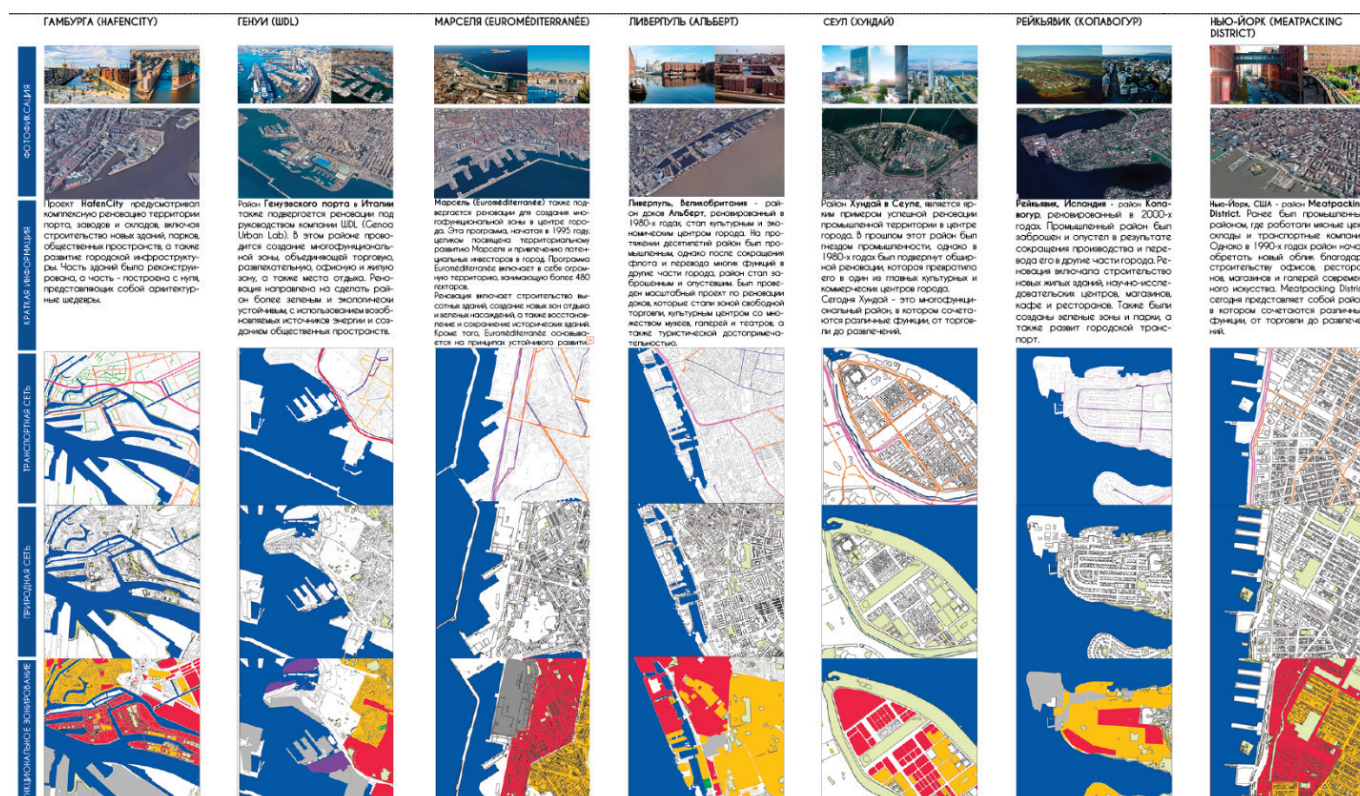 ГАМБУРГА (HAFENCITY)
ГЕНУИ (WDL)
МАРСЕЛЯ (EUROMÉDITERRANÉE)
ЛИВЕРПУЛЬ (АЛЬБЕРТ)
СЕУЛ (ХУНДАЙ)
РЕЙКЬЯВИК (КОПАВОГУР)
НЬЮ-ЙОРК (MEATPACKING
DISTRICT)
ФОТОФИКСАЦИЯ
КРАТКАЯ ИНФОРМАЦИЯ
Проект HafenCity предусматривал
комплексную реновацию территории
порта, заводов и складов, включая
строительство новых зданий, парков,
общественных пространств, а также
развитие городской инфраструкту-
ры. Часть зданий была реконструи-
рована, а часть - построена с нуля,
представляющих собой архитектур-
ные шедевры.
Район Генуэзского порта в Италии
также подвергается реновации под
руководством компании UDL (Genoa
Urban Lab). В этом районе прово-
дится создание многофункциональ-
ной зоны, объединяющей торговую,
развлекательную, офисную и жилую
зону, а также места отдыха. Рено-
вация направлена на сделать рай-
он более зеленым и экологически
устойчивым, с использованием возоб-
новляемых источников энергии и соз-
данием общественных пространств.
Марсель (Euroméditerranée) также под-
вергается реновации для создания мно-
гофункциональной зоны в центре горо-
да. Эта программа, начатая в 1995 году,
целиком посвящена территориальному
развитию Марселя и привлечению потен-
циальных инвесторов в город. Программа
Euroméditerranée включает в себя огром-
ную территорию, занимающую более 480
гектаров.
Реновация включает строительство вы-
сотных зданий, создание новых зон отдыха
и зеленых насаждений, а также восстанов-
ление и сохранение исторических зданий.
Кроме того, Euroméditerranée основыва-
ется на принципах устойчивого развити
Ливерпуль, Великобритания - рай-
он доков Альберт, реновированный в
1980-х годах, стал культурным и эко-
номическим центром города. На про-
тяжении десятилетий район был про-
мышленным, однако после сокращения
флота и перевода многих функций в
другие части города, район стал за-
брошенным и опустевшим. Был прове-
ден масштабный проект по реновации
доков, которые стали зоной свободной
торговли, культурным центром со мно-
жеством музеев, галерей и театров, а
также туристической достопримеча-
тельностью.
Район Хундай в Сеуле, является яр-
ким примером успешной реновации
промышленной территории в центре
города. В прошлом этот район был
гнездом промышленности, однако в
1980-х годах был подвергнут обшир-
ной реновации, которая превратила
его в один из главных культурных и
коммерческих центров города.
Сегодня Хундай - это многофункци-
ональный район, в котором сочета-
ются различные функции, от торгов-
ли до развлечений.
Рейкьявик, Исландия - район Копа-
вогур, реновированный в 2000-х
годах. Промышленный район был
заброшен и опустел в результате
сокращения производства и пере-
вода его в другие части города. Ре-
новация включала строительство
новых жилых зданий, научно-иссле-
довательских центров, магазинов,
кафе и ресторанов. Также были
созданы зеленые зоны и парки, а
также развит городской транс-
порт.
Нью-Йорк, США - район Meatpacking
District. Ранее был промышленны
районом, где работали мясные цех
склады и транспортные компани
Однако в 1990-х годах район нача
обретать новый облик благодар
строительству офисов, рестора
нов, магазинов и галерей современ
ного искусства. Meatpacking Distric
сегодня представляет собой район
в котором сочетаются различны
функции, от торговли до развлече
ний.
ТРАНСПОРТНАЯ СЕТЬ
ПРИРОДНАЯ СЕТЬ
НКЦИОНАЛЬНОЕ ЗОНИРОВАНИЕ